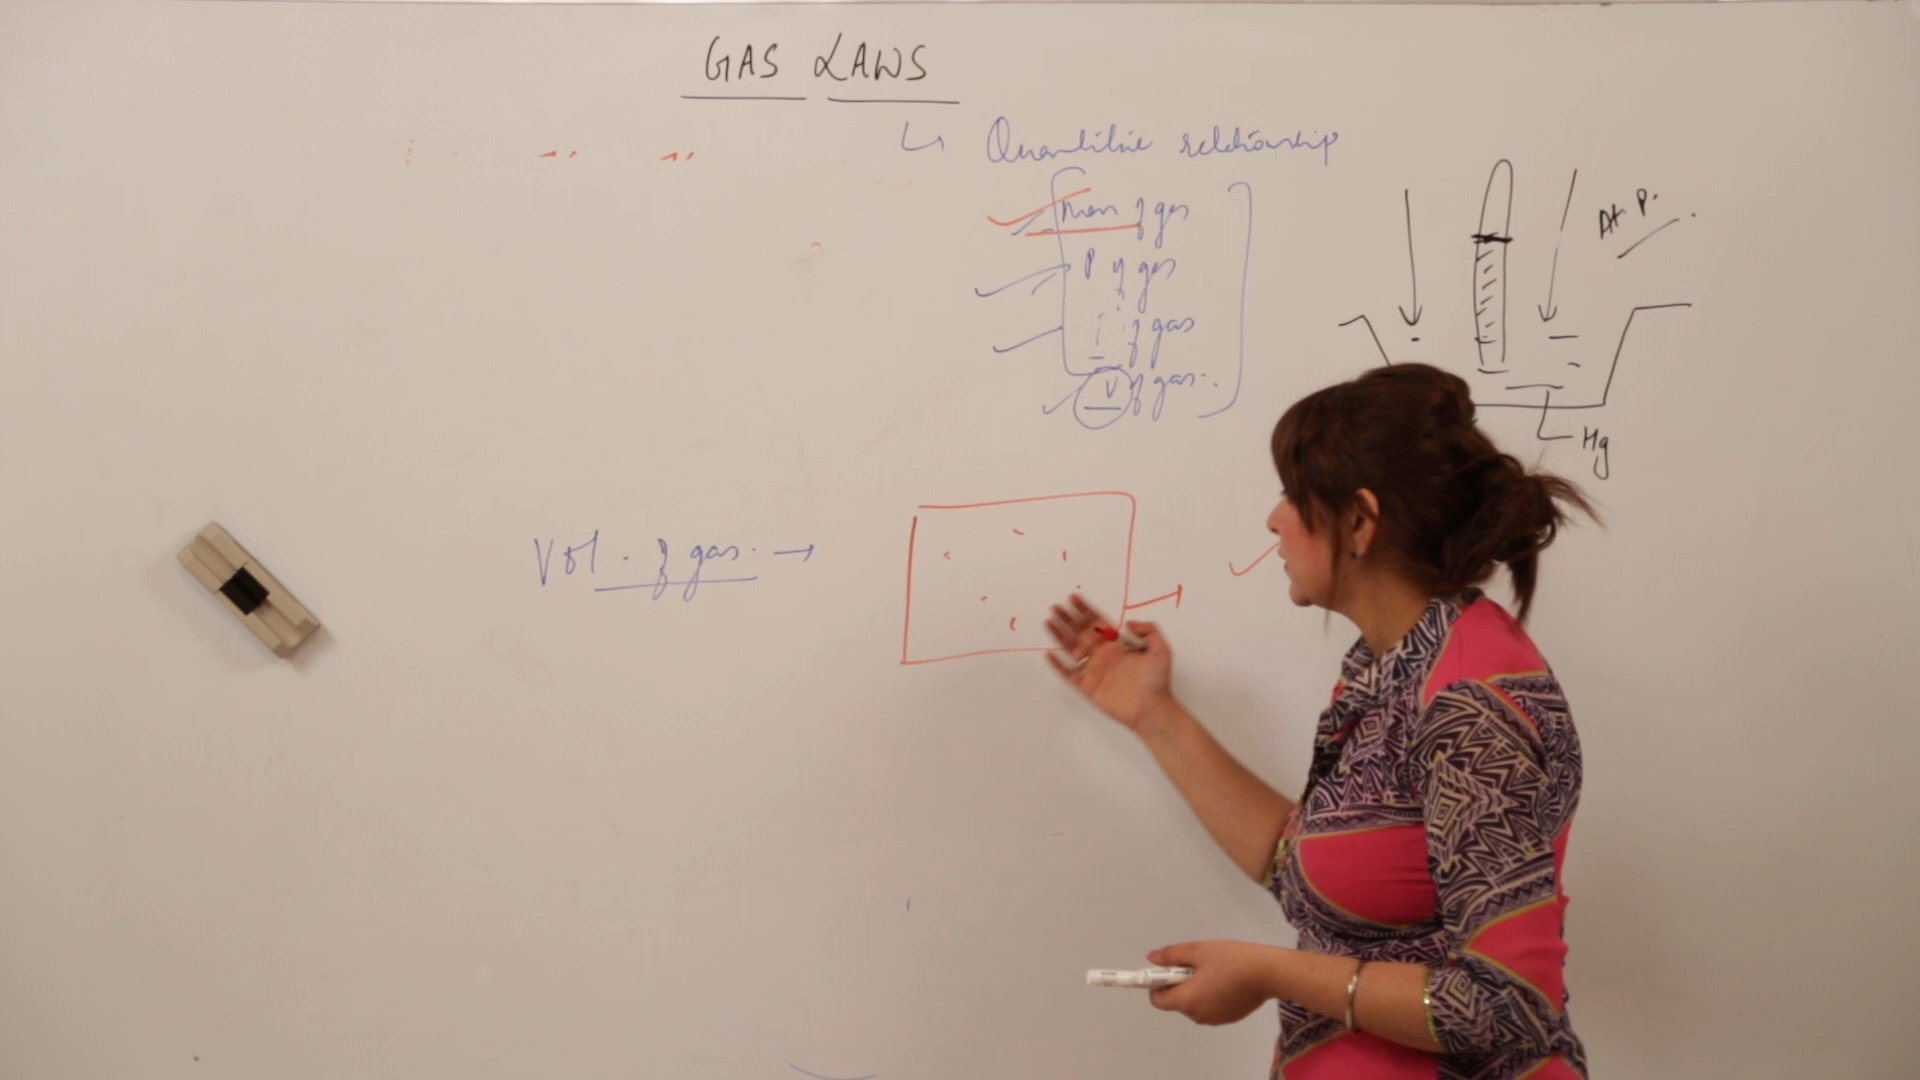 GAS LAWS
↳ Quantitive relationship
Mass of gas
P of gas
of gas
V of gas.
At. P.
Hg
Vol. of gas. →